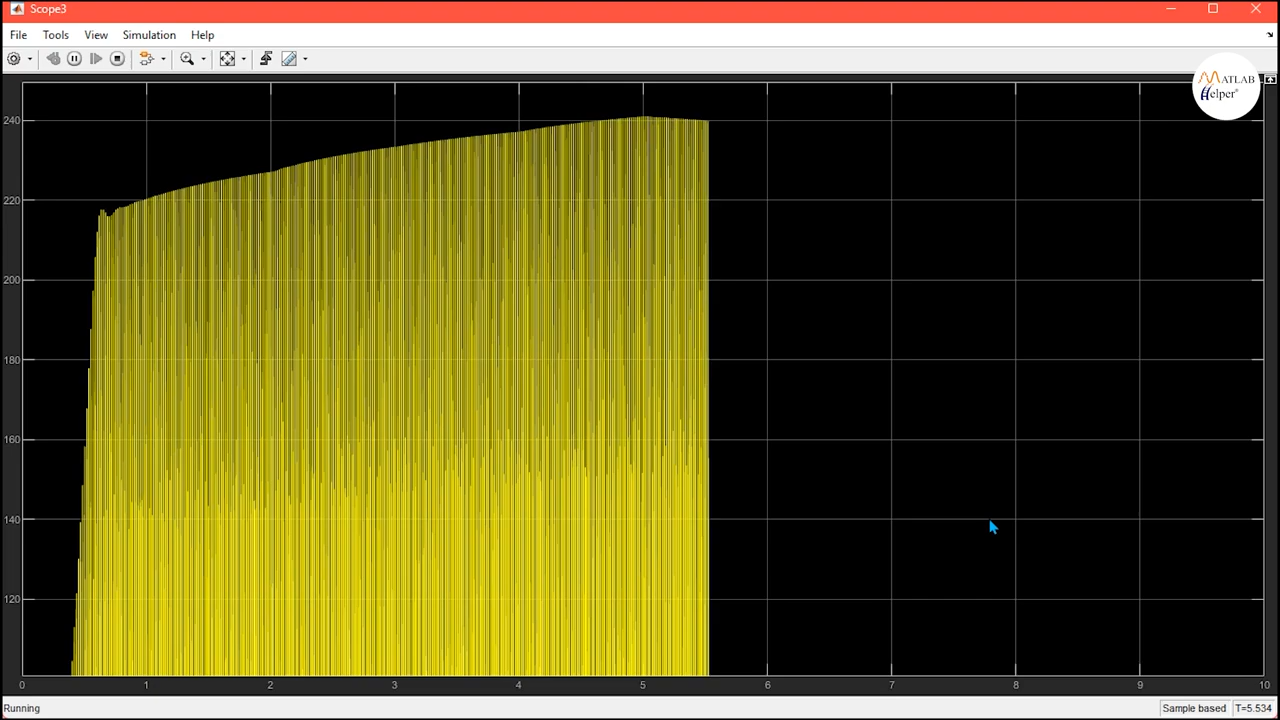 Scope3
File Tools View Simulation Help
MATLAB
Helper®
240
220
200
180
160
140
120
0 1 2 3 4 5 6 7 8 9 10
Running Sample based T=5.534